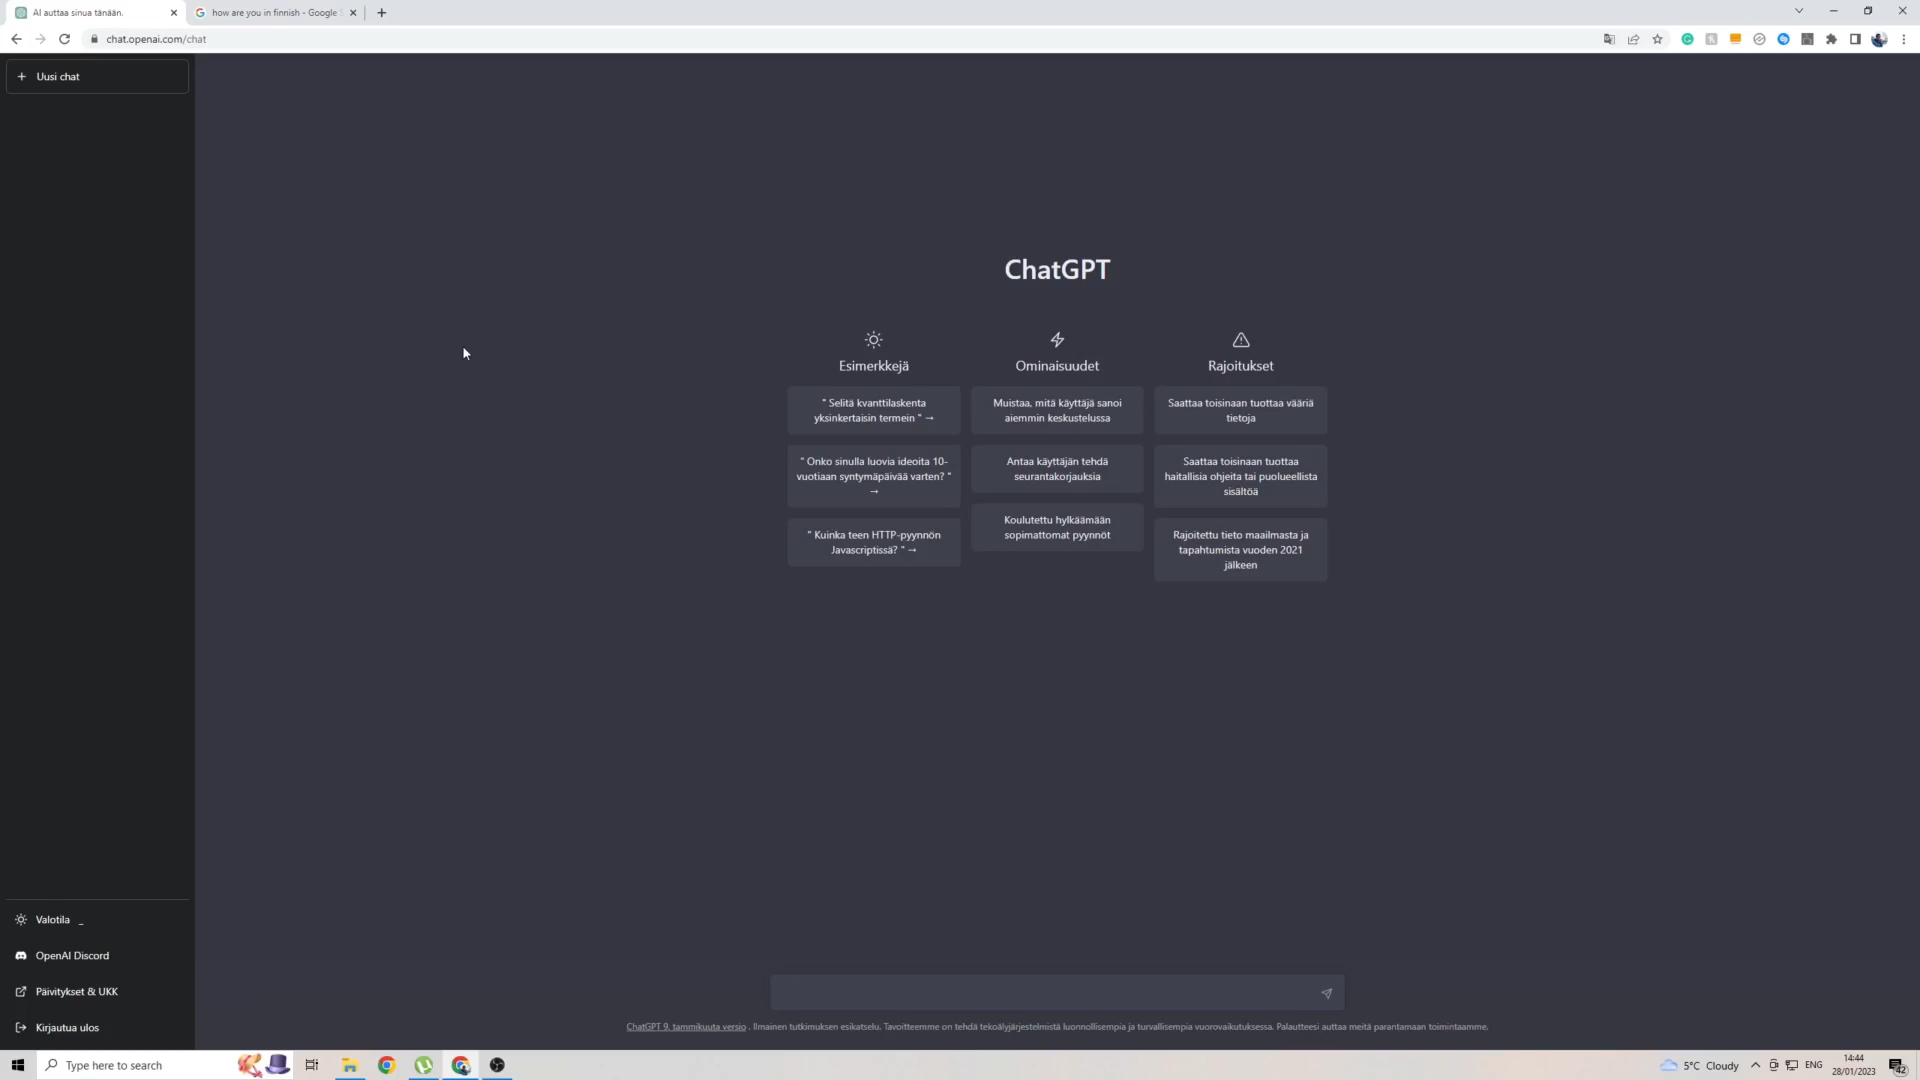 AI auttaa sinua tänään.
how are you in finnish - Google S
chat.openai.com/chat
Uusi chat
ChatGPT
Esimerkkejä
" Selitä kvanttilaskenta
yksinkertaisin termein " →
" Onko sinulla luovia ideoita 10-
vuotiaan syntymäpäivää varten? "
→
" Kuinka teen HTTP-pyynnön
Javascriptissä? " →
Ominaisuudet
Muistaa, mitä käyttäjä sanoi
aiemmin keskustelussa
Antaa käyttäjän tehdä
seurantakorjauksia
Koulutettu hylkäämään
sopimattomat pyynnöt
Rajoitukset
Saattaa toisinaan tuottaa vääriä
tietoja
Saattaa toisinaan tuottaa
haitallisia ohjeita tai puolueellista
sisältöä
Rajoitettu tieto maailmasta ja
tapahtumista vuoden 2021
jälkeen
Valotila _
OpenAI Discord
Päivitykset & UKK
Kirjautua ulos
ChatGPT 9. tammikuuta versio . Ilmainen tutkimuksen esikatselu. Tavoitteemme on tehdä tekoälyjärjestelmistä luonnollisempia ja turvallisempia vuorovaikutuksessa. Palautteesi auttaa meitä parantamaan toimintaamme.
Type here to search
5°C Cloudy
ENG
14:44
28/01/2023
42